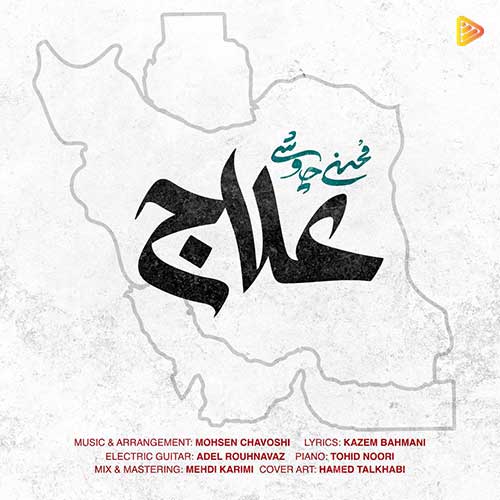 محسن چاوشی
علاج
MUSIC & ARRANGEMENT: MOHSEN CHAVOSHI LYRICS: KAZEM BAHMANI
ELECTRIC GUITAR: ADEL ROUHNAVAZ PIANO: TOHID NOORI
MIX & MASTERING: MEHDI KARIMI COVER ART: HAMED TALKHABI